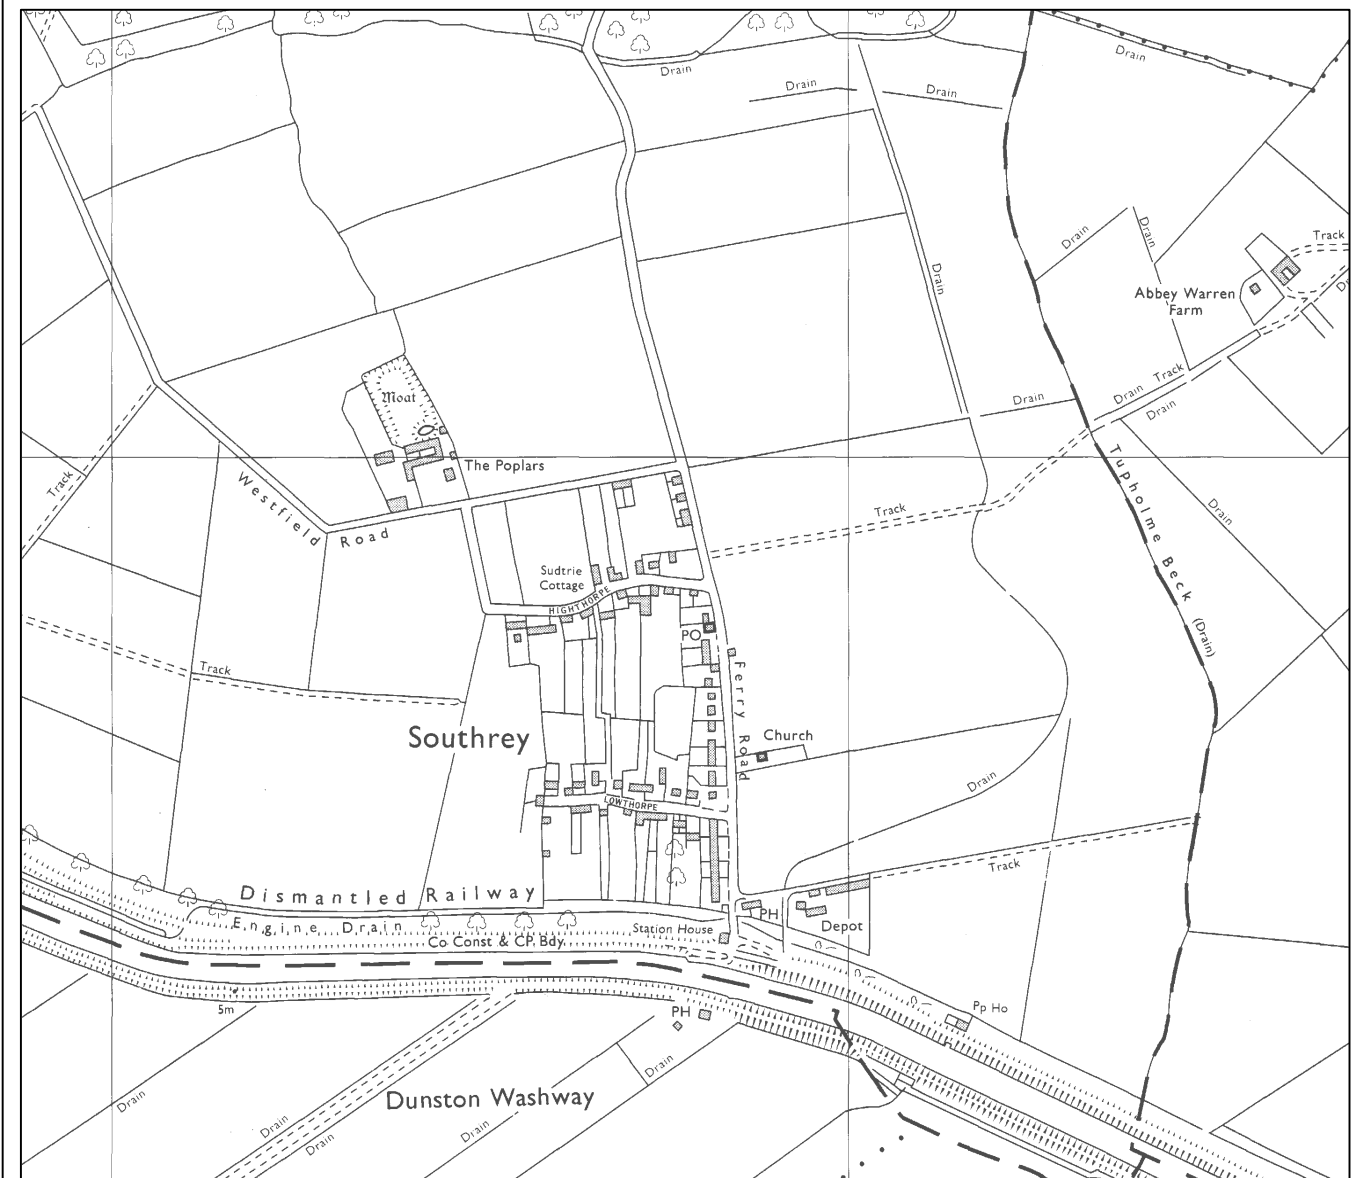 Drain
Drain
Drain
Drain
Drain
Drain
Drain
Track
Abbey Warren
Farm
Moat
Drain
Drain
Track
Drain
The Poplars
Track
Westfield Road
Track
Drain
Tupholme Beck
(Drain)
Sudtrie
Cottage
HIGHTHORPE
PO
Track
Ferry Road
Southrey
Church
Drain
LOWTHORPE
Track
Dismantled Railway
PH
Engine Drain
Station House
Depot
Co Const & CP Bdy
5m
PH
Pp Ho
Drain
Drain
Dunston Washway
Drain
Drain
Drain